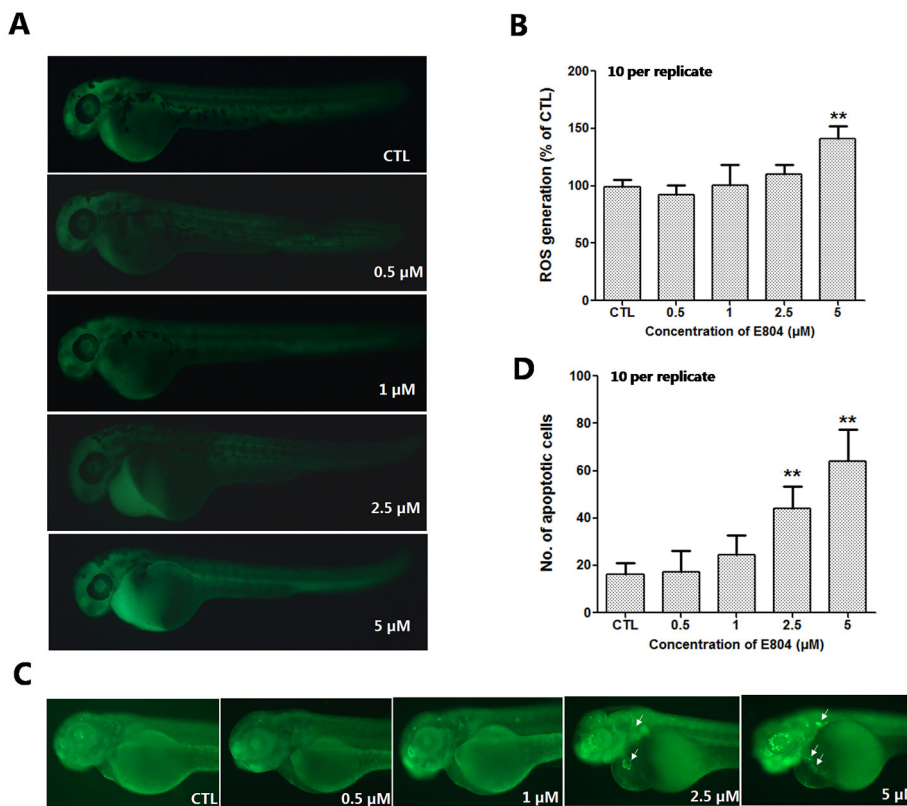 A
CTL
0.5 µM
1 µM
2.5 µM
5 µM
B
10 per replicate
ROS generation (% of CTL)
200
150
100
50
0
**
CTL 0.5 1 2.5 5
Concentration of E804 (µM)
D
10 per replicate
No. of apoptotic cells
100
80
60
40
20
0
**
**
CTL 0.5 1 2.5 5
Concentration of E804 (µM)
C
CTL
0.5 µM
1 µM
2.5 µM
5 µM